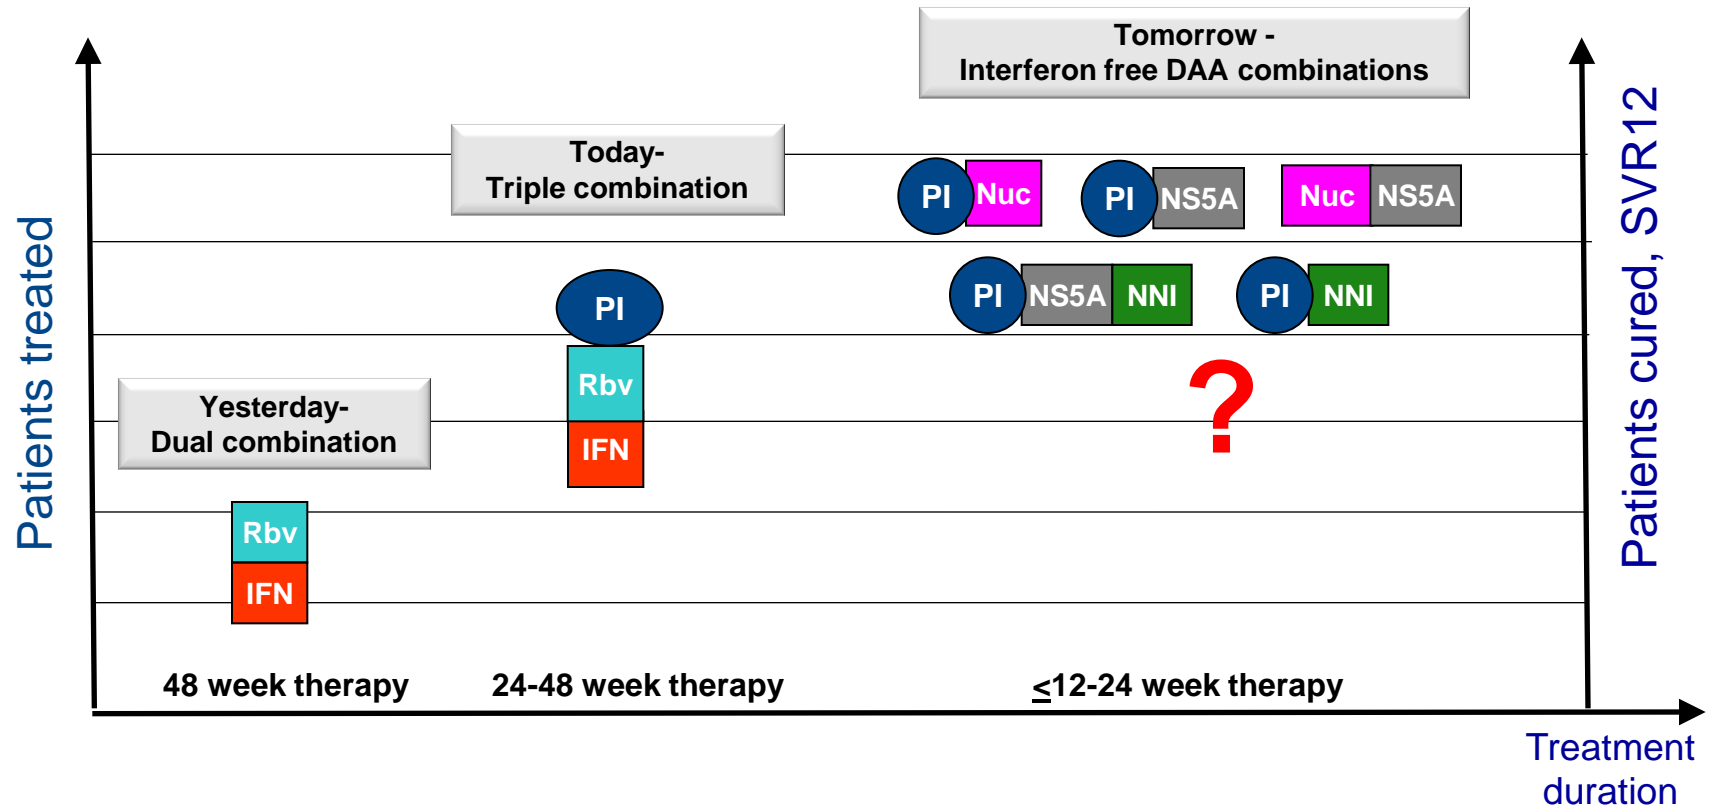 Tomorrow -
Interferon free DAA combinations
Today-
Triple combination
PI Nuc PI NS5A Nuc NS5A
PI PI NS5A NNI PI NNI
Rbv
IFN
?
Yesterday-
Dual combination
Rbv
IFN
48 week therapy 24-48 week therapy ≤12-24 week therapy
Treatment
duration
Patients treated
Patients cured, SVR12